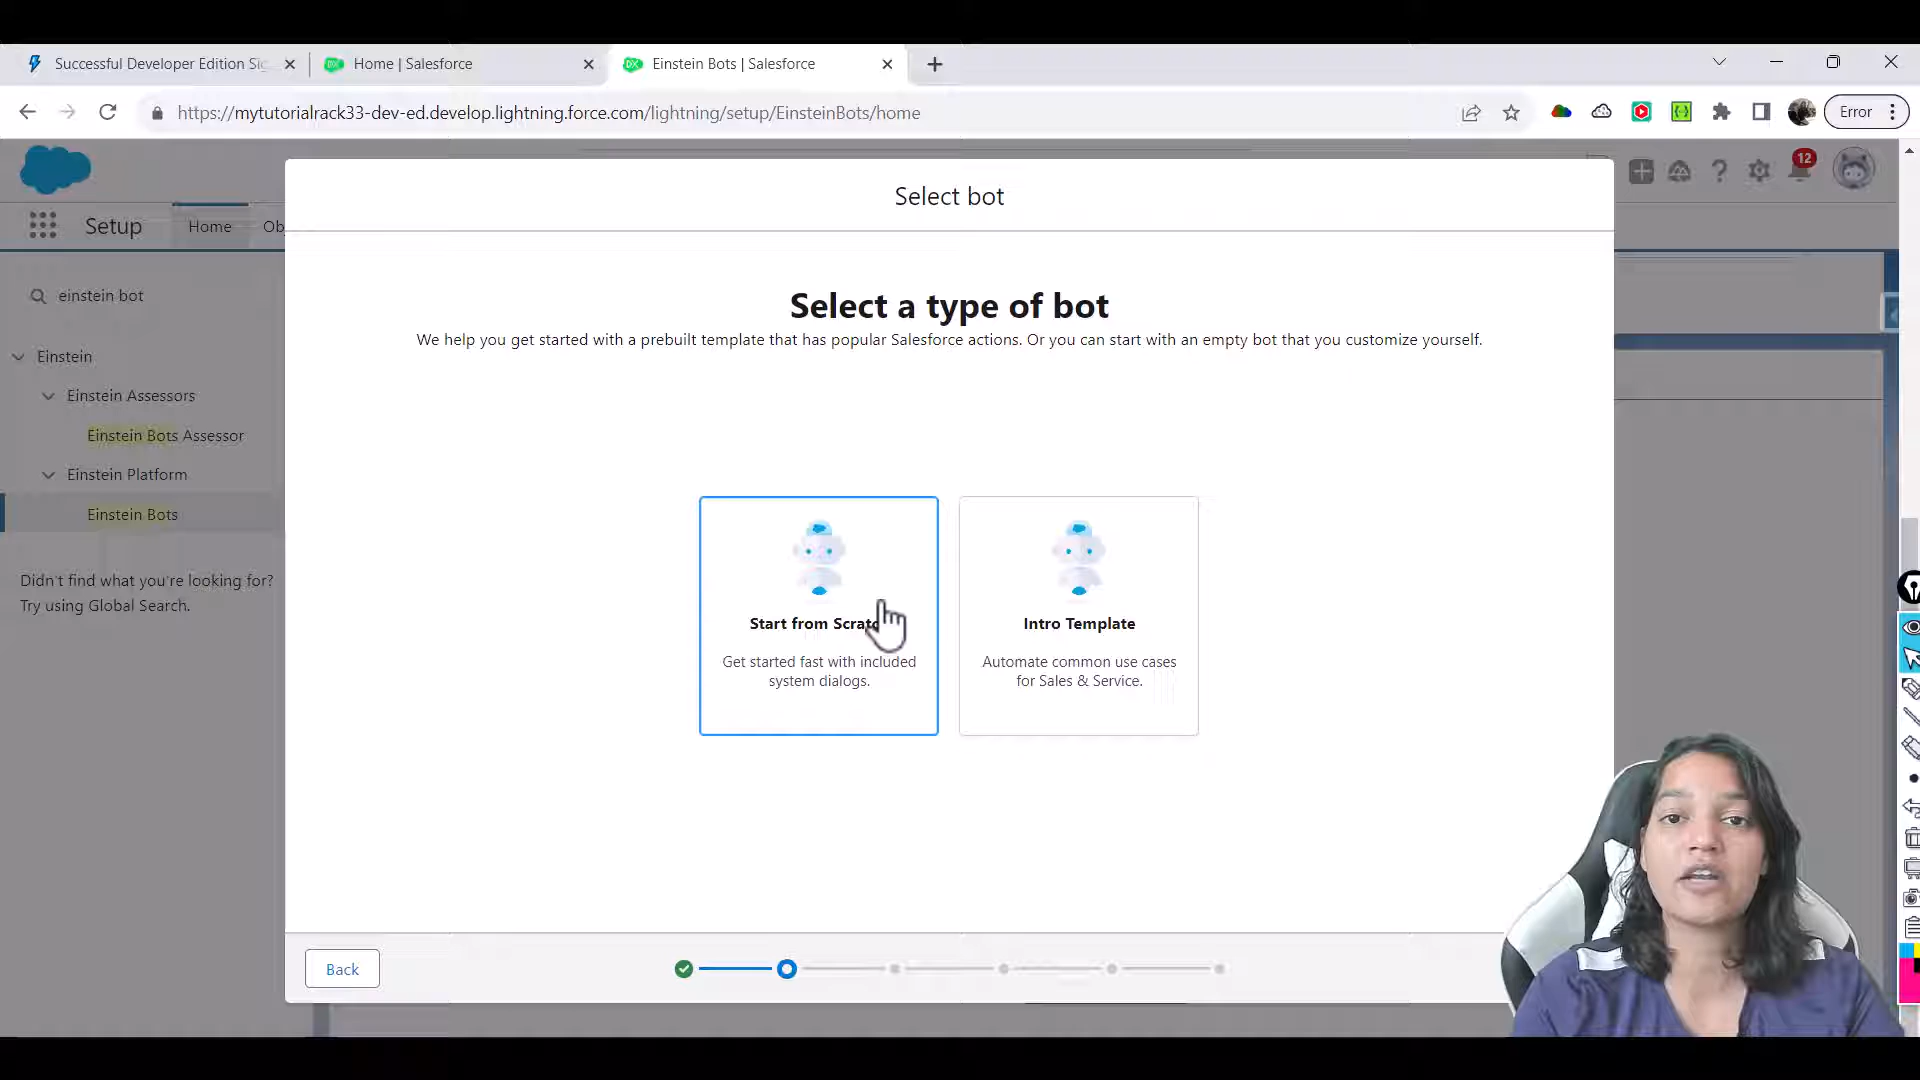 Successful Developer Edition Sig
Home | Salesforce
Einstein Bots | Salesforce
https://mytutorialrack33-dev-ed.develop.lightning.force.com/lightning/setup/EinsteinBots/home
Error
12
Setup
Home
Ob
einstein bot
Einstein
Einstein Assessors
Einstein Bots Assessor
Einstein Platform
Einstein Bots
Didn't find what you're looking for?
Try using Global Search.
Select bot
Select a type of bot
We help you get started with a prebuilt template that has popular Salesforce actions. Or you can start with an empty bot that you customize yourself.
Start from Scratc
Get started fast with included
system dialogs.
Intro Template
Automate common use cases
for Sales & Service.
Back